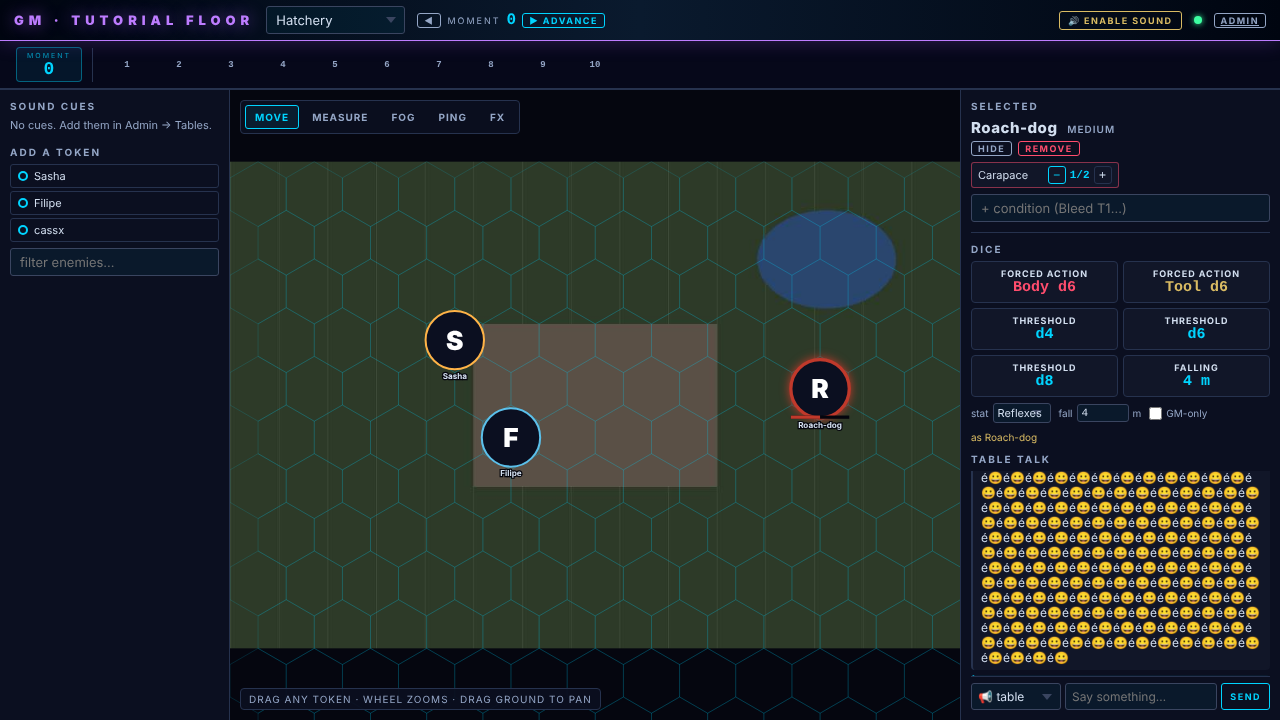 GM · TUTORIAL FLOOR
Hatchery
◀ MOMENT 0 ▶ ADVANCE
🔊 ENABLE SOUND
ADMIN
MOMENT
0
1 2 3 4 5 6 7 8 9 10
SOUND CUES
No cues. Add them in Admin → Tables.
ADD A TOKEN
Sasha
Filipe
cassx
filter enemies...
MOVE MEASURE FOG PING FX
S
Sasha
F
Filipe
R
Roach-dog
DRAG ANY TOKEN · WHEEL ZOOMS · DRAG GROUND TO PAN
SELECTED
Roach-dog MEDIUM
HIDE REMOVE
Carapace − 1/2 +
+ condition (Bleed T1...)
DICE
FORCED ACTION
Body d6
FORCED ACTION
Tool d6
THRESHOLD
d4
THRESHOLD
d6
THRESHOLD
d8
FALLING
4 m
stat Reflexes fall 4 m GM-only
as Roach-dog
TABLE TALK
é😀é😀é😀é😀é😀é😀é😀é😀é😀é😀é😀é😀é
😀é😀é😀é😀é😀é😀é😀é😀é😀é😀é😀é😀é😀
é😀é😀é😀é😀é😀é😀é😀é😀é😀é😀é😀é😀é
😀é😀é😀é😀é😀é😀é😀é😀é😀é😀é😀é😀é😀
é😀é😀é😀é😀é😀é😀é😀é😀é😀é😀é😀é😀é
😀é😀é😀é😀é😀é😀é😀é😀é😀é😀é😀é😀é😀
é😀é😀é😀é😀é😀é😀é😀é😀é😀é😀é😀é😀é
😀é😀é😀é😀é😀é😀é😀é😀é😀é😀é😀é😀é😀
é😀é😀é😀é😀é😀é😀é😀é😀é😀é😀é😀é😀é
😀é😀é😀é😀é😀é😀é😀é😀é😀é😀é😀é😀é😀
é😀é😀é😀é😀é😀é😀é😀é😀é😀é😀é😀é😀é
😀é😀é😀é😀é😀é😀é😀é😀é😀é😀é😀é😀é😀
é😀é😀é😀é😀
📢 table
Say something...
SEND